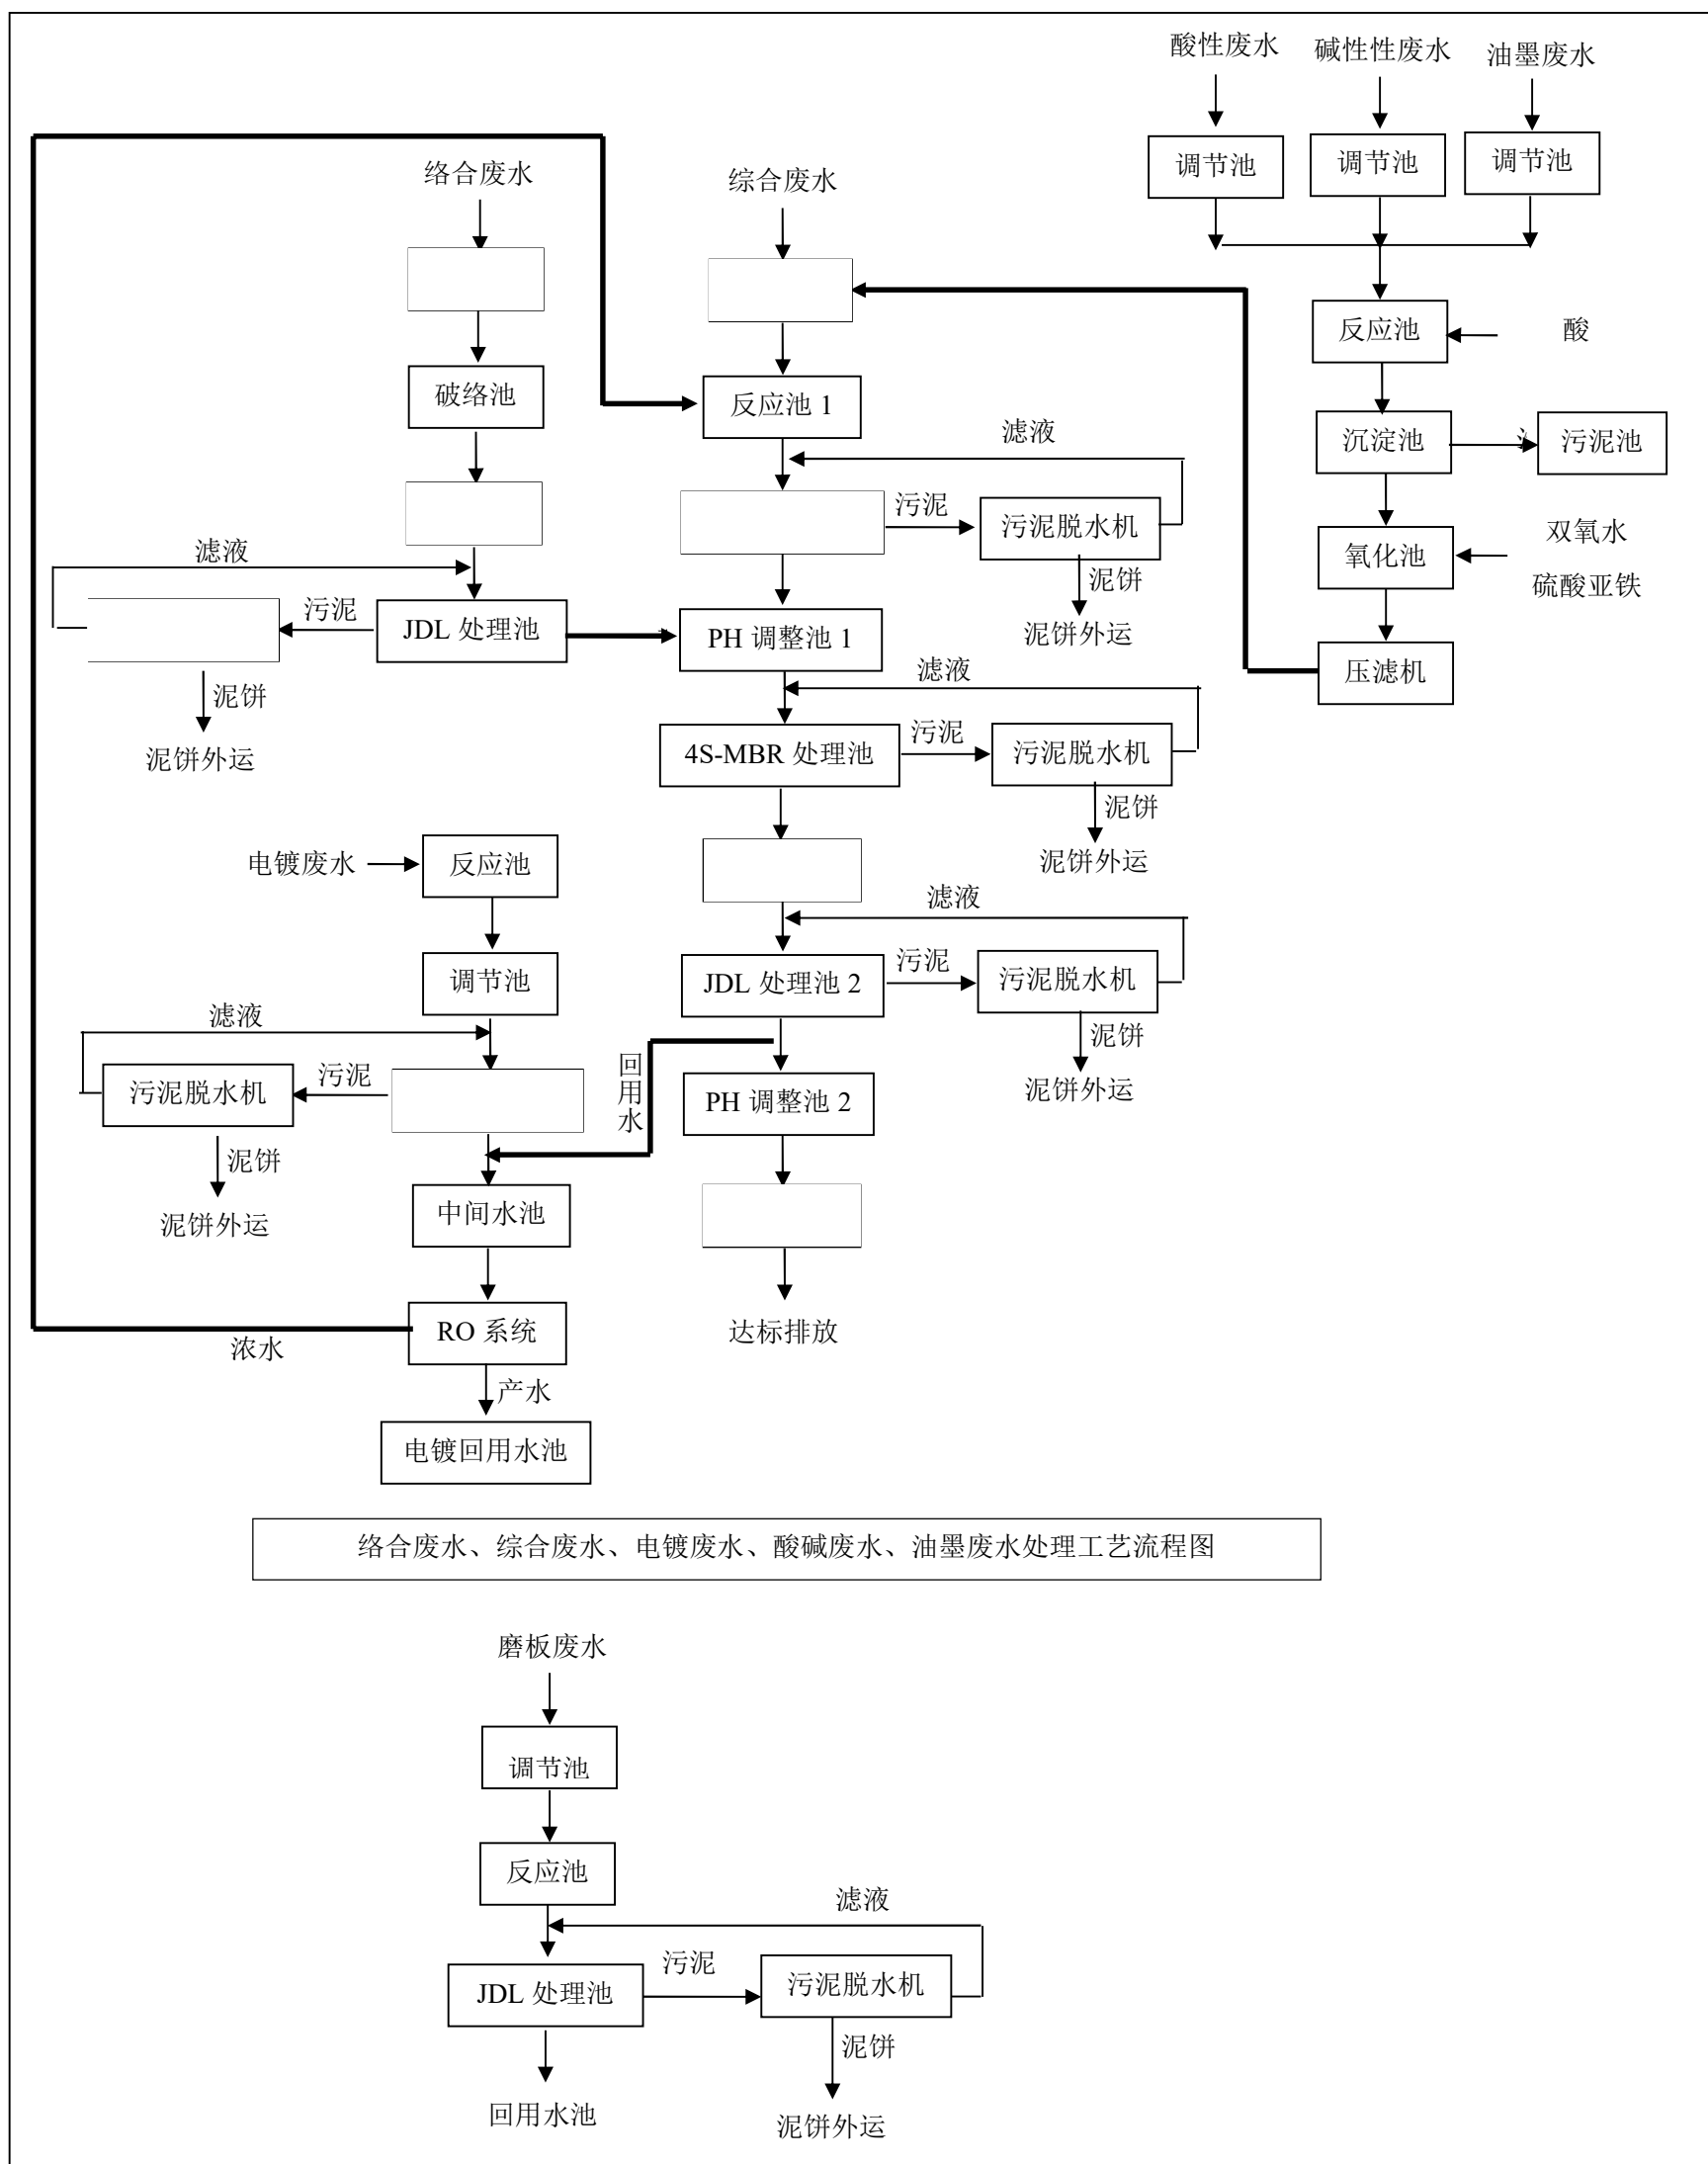 酸性废水
碱性性废水
油墨废水
调节池
调节池
调节池
络合废水
综合废水
反应池
酸
破络池
反应池 1
滤液
沉淀池
污泥池
污泥
污泥脱水机
双氧水
氧化池
硫酸亚铁
滤液
泥饼
污泥
JDL 处理池
PH 调整池 1
泥饼外运
滤液
压滤机
泥饼
泥饼外运
4S-MBR 处理池
污泥
污泥脱水机
泥饼
泥饼外运
电镀废水
反应池
滤液
调节池
JDL 处理池 2
污泥
污泥脱水机
滤液
泥饼
回用水
污泥脱水机
污泥
PH 调整池 2
泥饼外运
泥饼
泥饼外运
中间水池
RO 系统
达标排放
浓水
产水
电镀回用水池
络合废水、综合废水、电镀废水、酸碱废水、油墨废水处理工艺流程图
磨板废水
调节池
反应池
滤液
JDL 处理池
污泥
污泥脱水机
泥饼
回用水池
泥饼外运